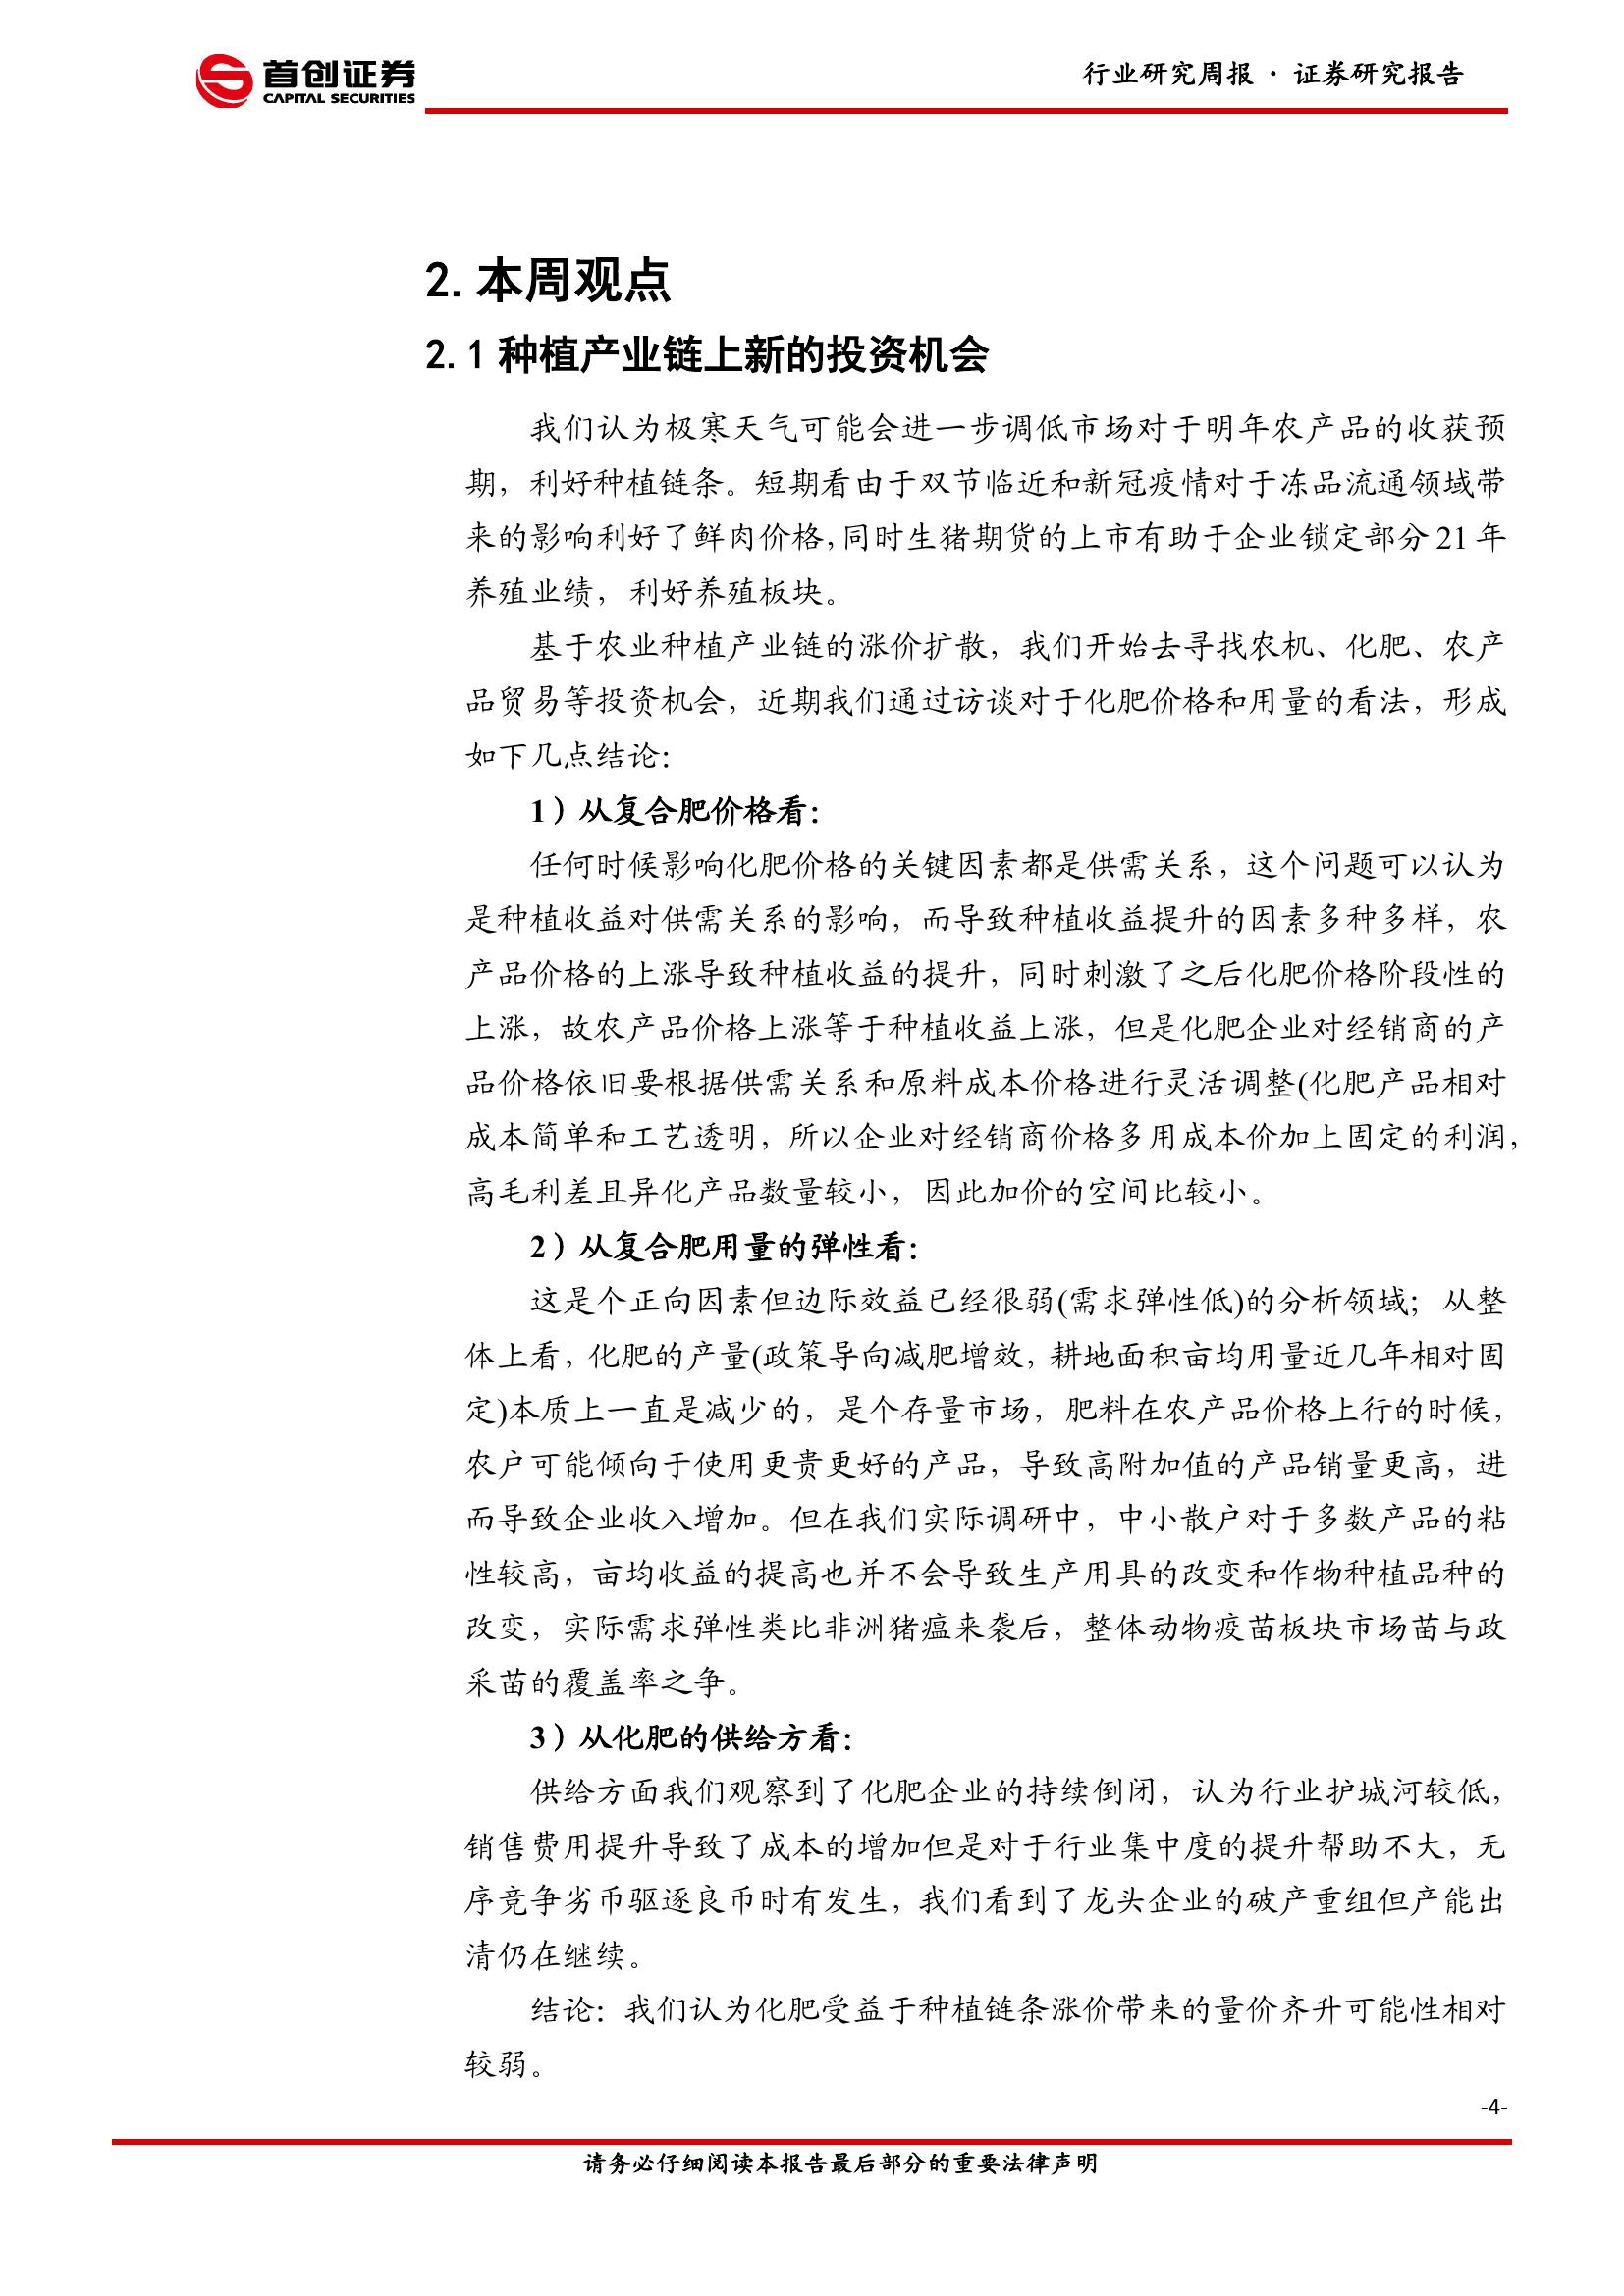 首创证券
CAPITAL SECURITIES
行业研究周报 · 证券研究报告
2.本周观点
2.1 种植产业链上新的投资机会
我们认为极寒天气可能会进一步调低市场对于明年农产品的收获预
期，利好种植链条。短期看由于双节临近和新冠疫情对于冻品流通领域带
来的影响利好了鲜肉价格，同时生猪期货的上市有助于企业锁定部分 21 年
养殖业绩，利好养殖板块。
基于农业种植产业链的涨价扩散，我们开始去寻找农机、化肥、农产
品贸易等投资机会，近期我们通过访谈对于化肥价格和用量的看法，形成
如下几点结论：
1）从复合肥价格看：
任何时候影响化肥价格的关键因素都是供需关系，这个问题可以认为
是种植收益对供需关系的影响，而导致种植收益提升的因素多种多样，农
产品价格的上涨导致种植收益的提升，同时刺激了之后化肥价格阶段性的
上涨，故农产品价格上涨等于种植收益上涨，但是化肥企业对经销商的产
品价格依旧要根据供需关系和原料成本价格进行灵活调整(化肥产品相对
成本简单和工艺透明，所以企业对经销商价格多用成本价加上固定的利润，
高毛利差且异化产品数量较小，因此加价的空间比较小。
2）从复合肥用量的弹性看：
这是个正向因素但边际效益已经很弱(需求弹性低)的分析领域；从整
体上看，化肥的产量(政策导向减肥增效，耕地面积亩均用量近几年相对固
定)本质上一直是减少的，是个存量市场，肥料在农产品价格上行的时候，
农户可能倾向于使用更贵更好的产品，导致高附加值的产品销量更高，进
而导致企业收入增加。但在我们实际调研中，中小散户对于多数产品的粘
性较高，亩均收益的提高也并不会导致生产用具的改变和作物种植品种的
改变，实际需求弹性类比非洲猪瘟来袭后，整体动物疫苗板块市场苗与政
采苗的覆盖率之争。
3）从化肥的供给方看：
供给方面我们观察到了化肥企业的持续倒闭，认为行业护城河较低，
销售费用提升导致了成本的增加但是对于行业集中度的提升帮助不大，无
序竞争劣币驱逐良币时有发生，我们看到了龙头企业的破产重组但产能出
清仍在继续。
结论：我们认为化肥受益于种植链条涨价带来的量价齐升可能性相对
较弱。
-4-
请务必仔细阅读本报告最后部分的重要法律声明